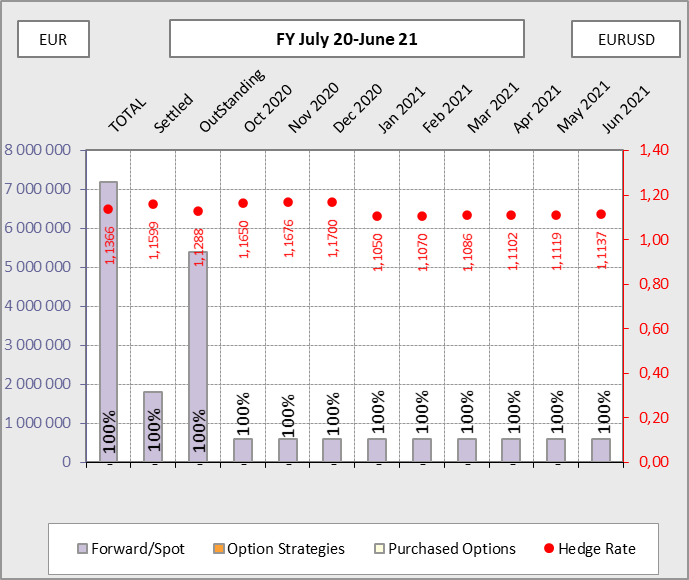 EUR
FY July 20-June 21
EURUSD
TOTAL
Settled
OutStanding
Oct 2020
Nov 2020
Dec 2020
Jan 2021
Feb 2021
Mar 2021
Apr 2021
May 2021
Jun 2021
8 000 000
7 000 000
6 000 000
5 000 000
4 000 000
3 000 000
2 000 000
1 000 000
0
1,1366
1,1599
1,1288
1,1650
1,1676
1,1700
1,1050
1,1070
1,1086
1,1102
1,1119
1,1137
100%
100%
100%
100%
100%
100%
100%
100%
100%
100%
100%
100%
1,40
1,20
1,00
0,80
0,60
0,40
0,20
0,00
Forward/Spot
Option Strategies
Purchased Options
Hedge Rate